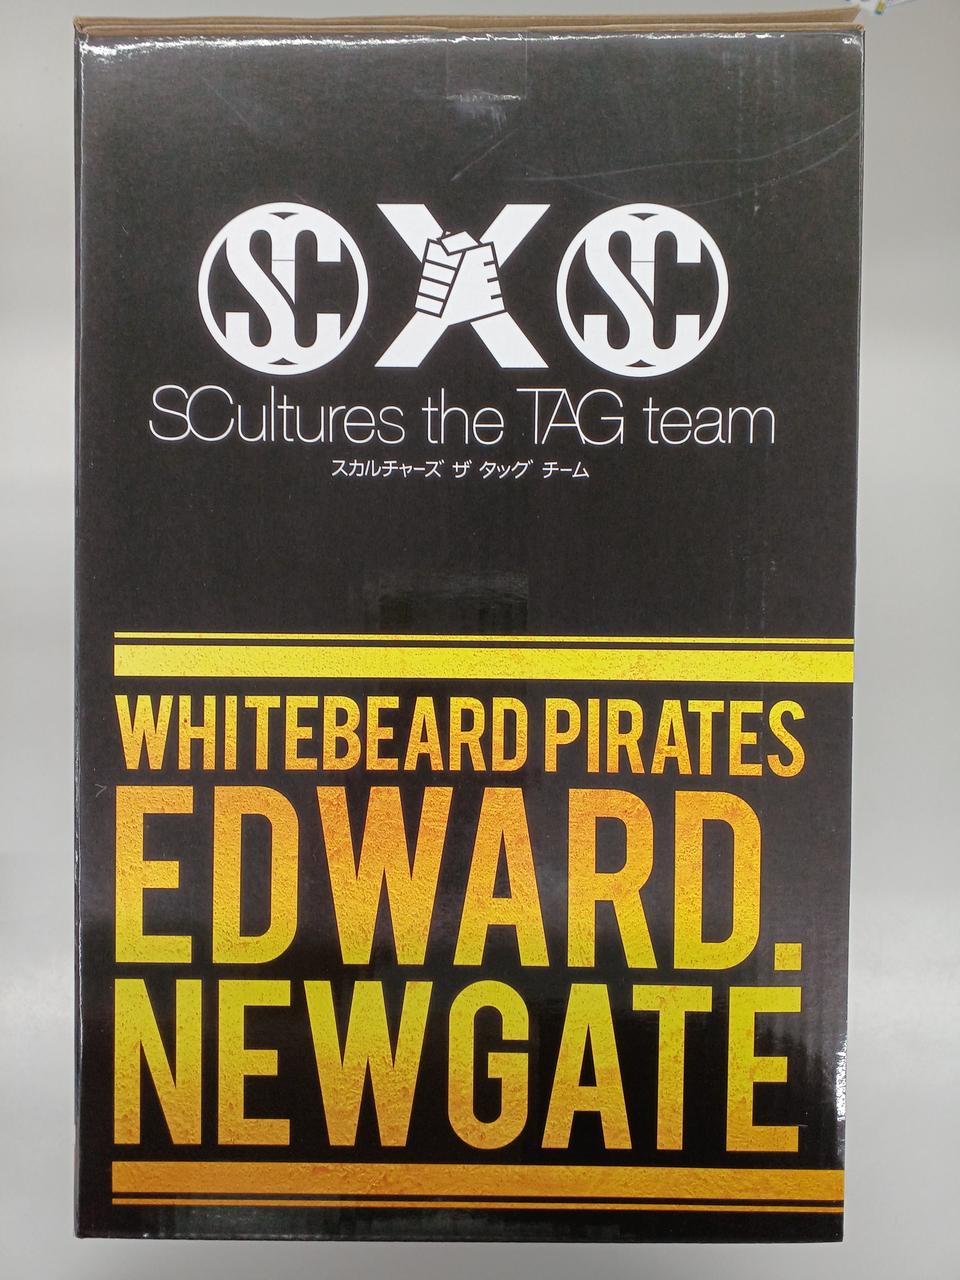 SC X SC
SCultures the TAG team
スカルチャーズ ザ タッグ チーム
WHITEBEARD PIRATES
EDWARD.
NEWGATE